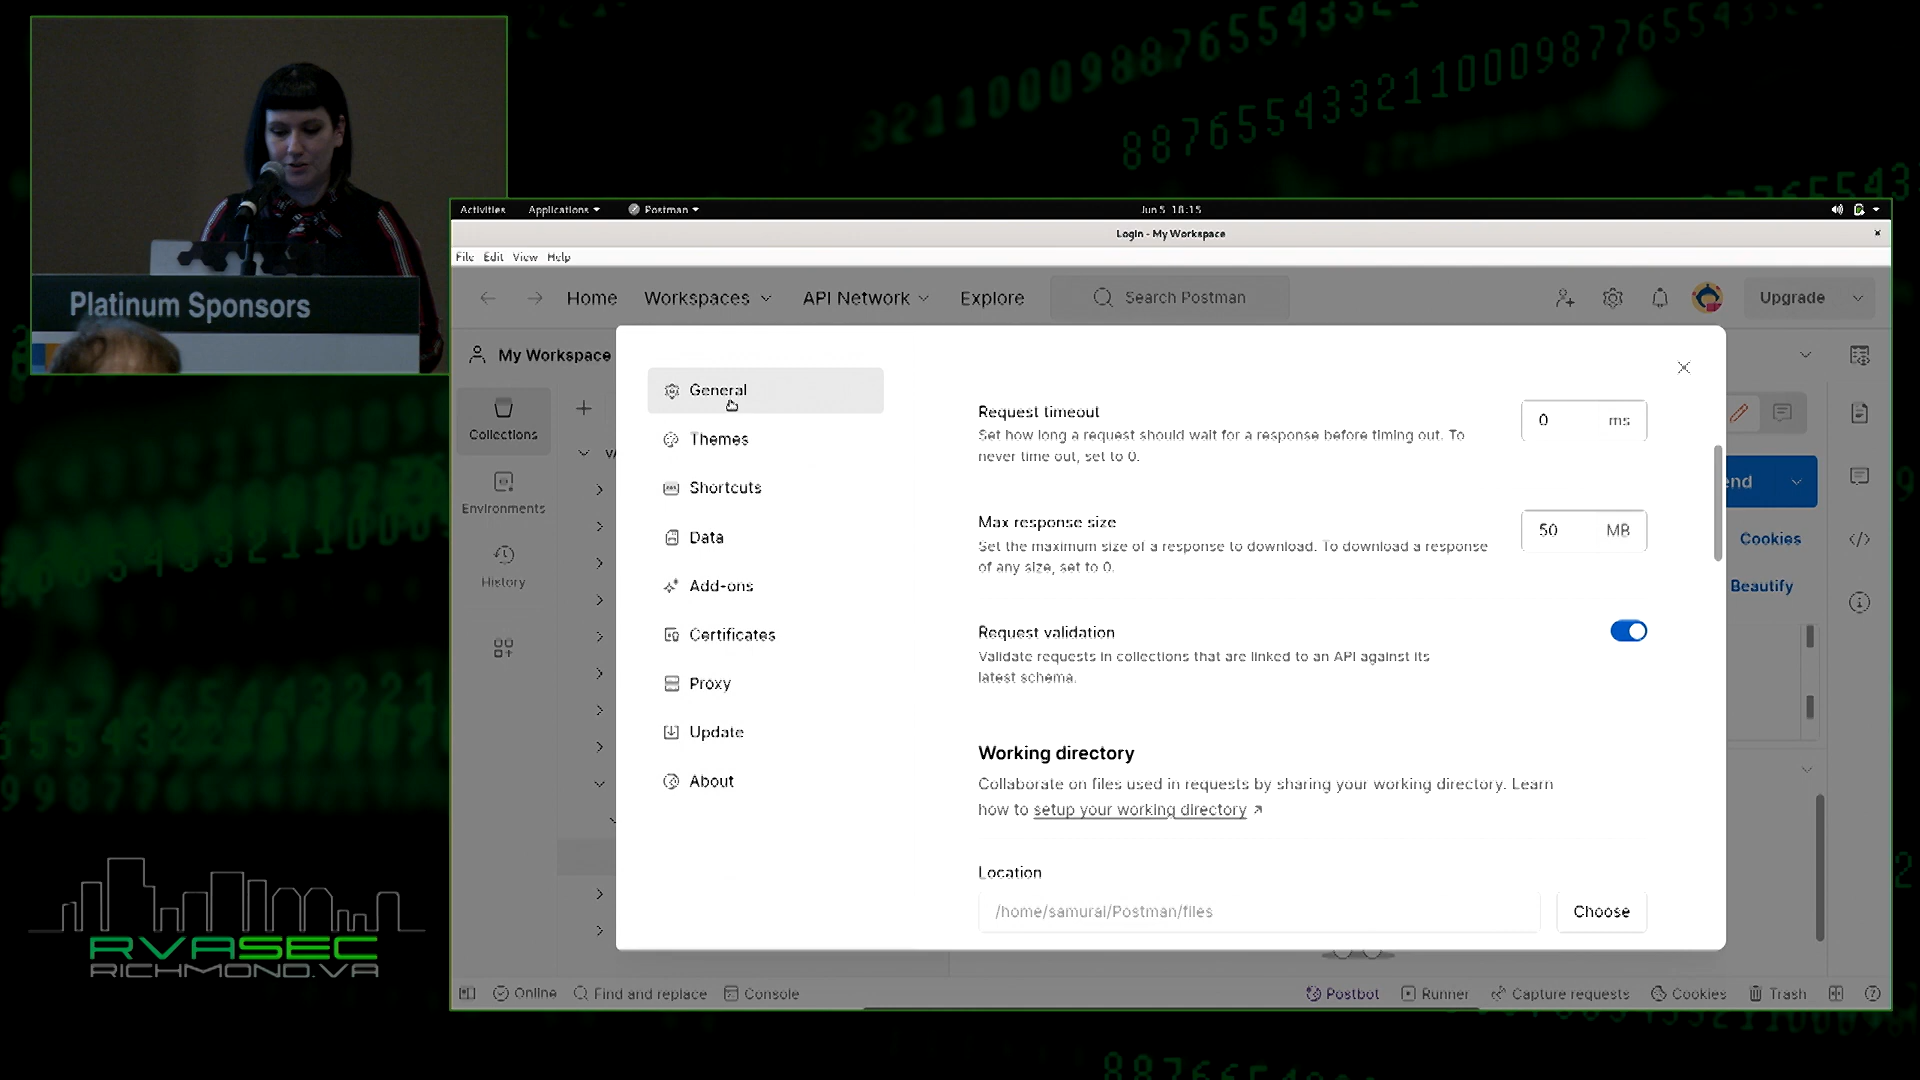 Platinum Sponsors
Activities Applications Postman Jun 5 18:15
Login - My Workspace
File Edit View Help
Home Workspaces API Network Explore Search Postman Upgrade
My Workspace
Collections
Environments
History
General
Themes
Shortcuts
Data
Add-ons
Certificates
Proxy
Update
About
Request timeout
Set how long a request should wait for a response before timing out. To
never time out, set to 0.
0 ms
Max response size
Set the maximum size of a response to download. To download a response
of any size, set to 0.
50 MB
Request validation
Validate requests in collections that are linked to an API against its
latest schema.
Working directory
Collaborate on files used in requests by sharing your working directory. Learn
how to setup your working directory
Location
/home/samurai/Postman/files
Choose
end
Cookies
Beautify
Online Find and replace Console Postbot Runner Capture requests Cookies Trash
RVASEC
RICHMOND.VA